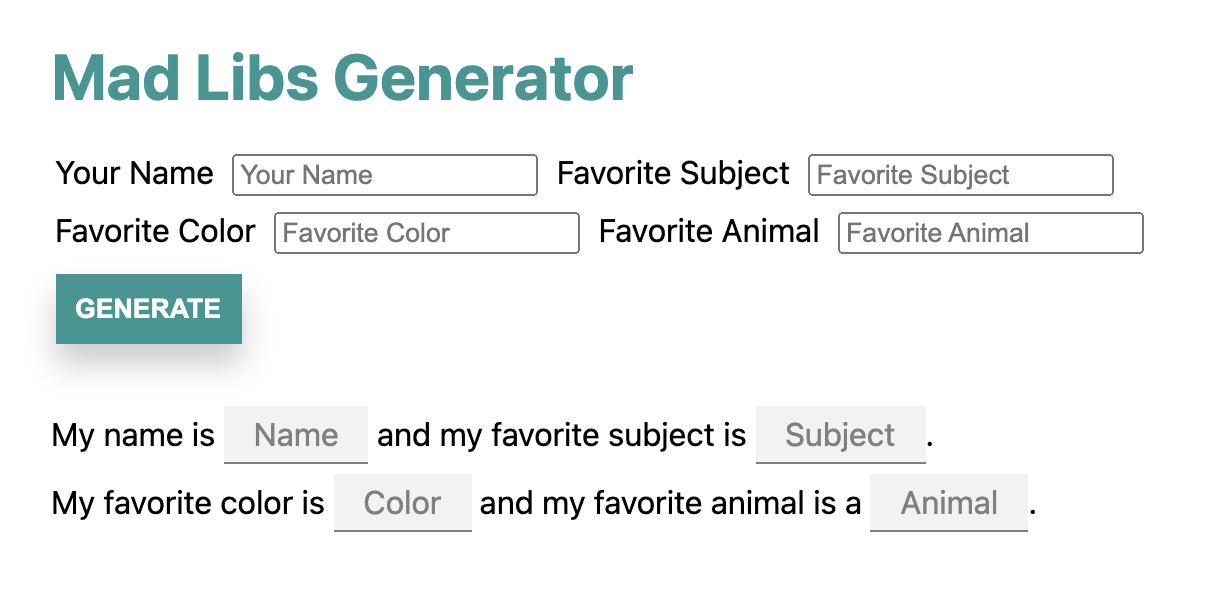 Mad Libs Generator
Your Name Your Name Favorite Subject Favorite Subject
Favorite Color Favorite Color Favorite Animal Favorite Animal
GENERATE
My name is Name and my favorite subject is Subject.
My favorite color is Color and my favorite animal is a Animal.